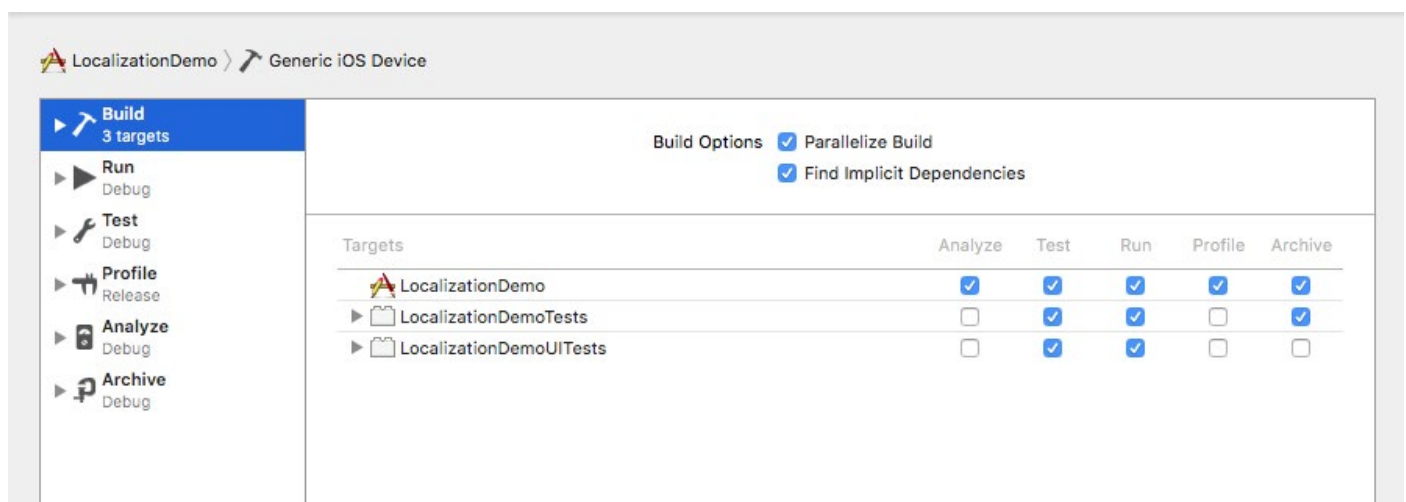 LocalizationDemo 〉 Generic iOS Device
Build
3 targets
Run
Debug
Test
Debug
Profile
Release
Analyze
Debug
Archive
Debug
Build Options Parallelize Build
Find Implicit Dependencies
Targets Analyze Test Run Profile Archive
LocalizationDemo
LocalizationDemoTests
LocalizationDemoUITests